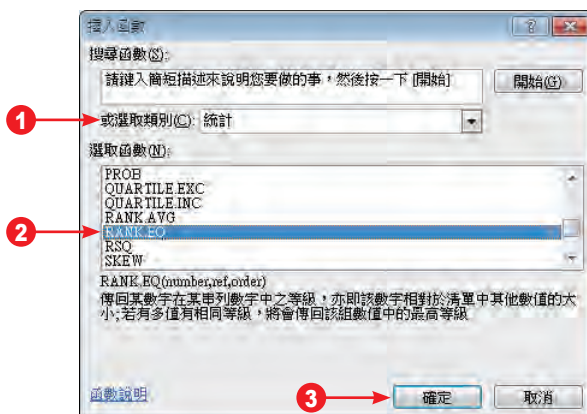 插入函數
搜尋函數(S):
請鍵入簡短描述來說明您要做的事，然後按一下 [開始]
開始(G)
1
或選取類別(C): 統計
選取函數(N):
PROB
QUARTILE.EXC
QUARTILE.INC
RANK.AVG
2
RANK.EQ
RSQ
SKEW
RANK.EQ(number,ref,order)
傳回某數字在某串列數字中之等級，亦即該數字相對於清單中其他數值的大
小;若有多值有相同等級，將會傳回該組數值中的最高等級
函數說明
3
確定
取消